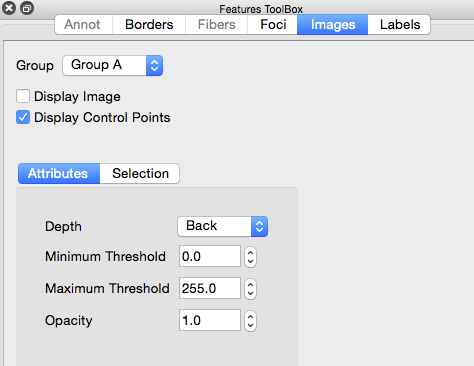 Features ToolBox
Annot Borders Fibers Foci Images Labels
Group Group A
Display Image
Display Control Points
Attributes Selection
Depth Back
Minimum Threshold 0.0
Maximum Threshold 255.0
Opacity 1.0